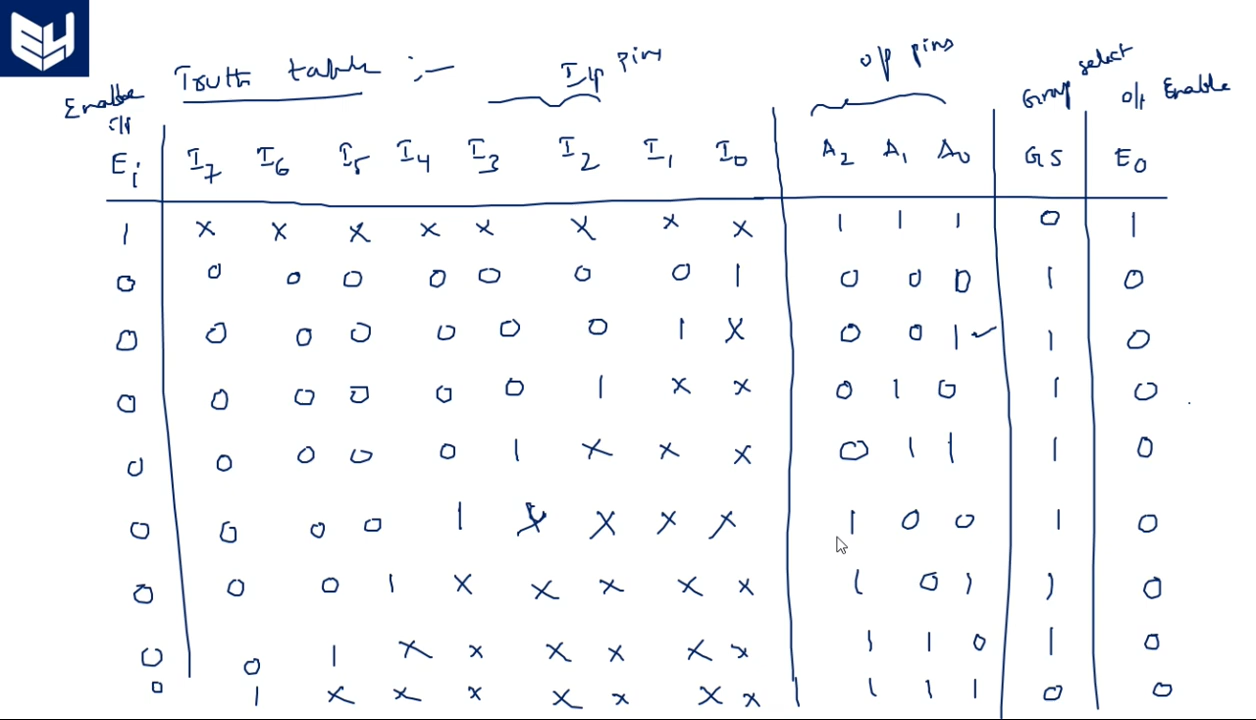 Truth table :-
I/p Pins
o/p pins
Group select
o/p Enable
Enable i/p
Ei I7 I6 I5 I4 I3 I2 I1 I0 A2 A1 A0 GS E0
1 x x x x x x x x 1 1 1 0 1
0 0 0 0 0 0 0 0 1 0 0 0 1 0
0 0 0 0 0 0 0 1 x 0 0 1 ✓ 1 0
0 0 0 0 0 0 1 x x 0 1 0 1 0
0 0 0 0 0 1 x x x 0 1 1 1 0
0 0 0 0 1 x x x x 1 0 0 1 0
0 0 0 1 x x x x x 1 0 1 1 0
0 0 1 x x x x x x 1 1 0 1 0
0 1 x x x x x x x 1 1 1 0 0